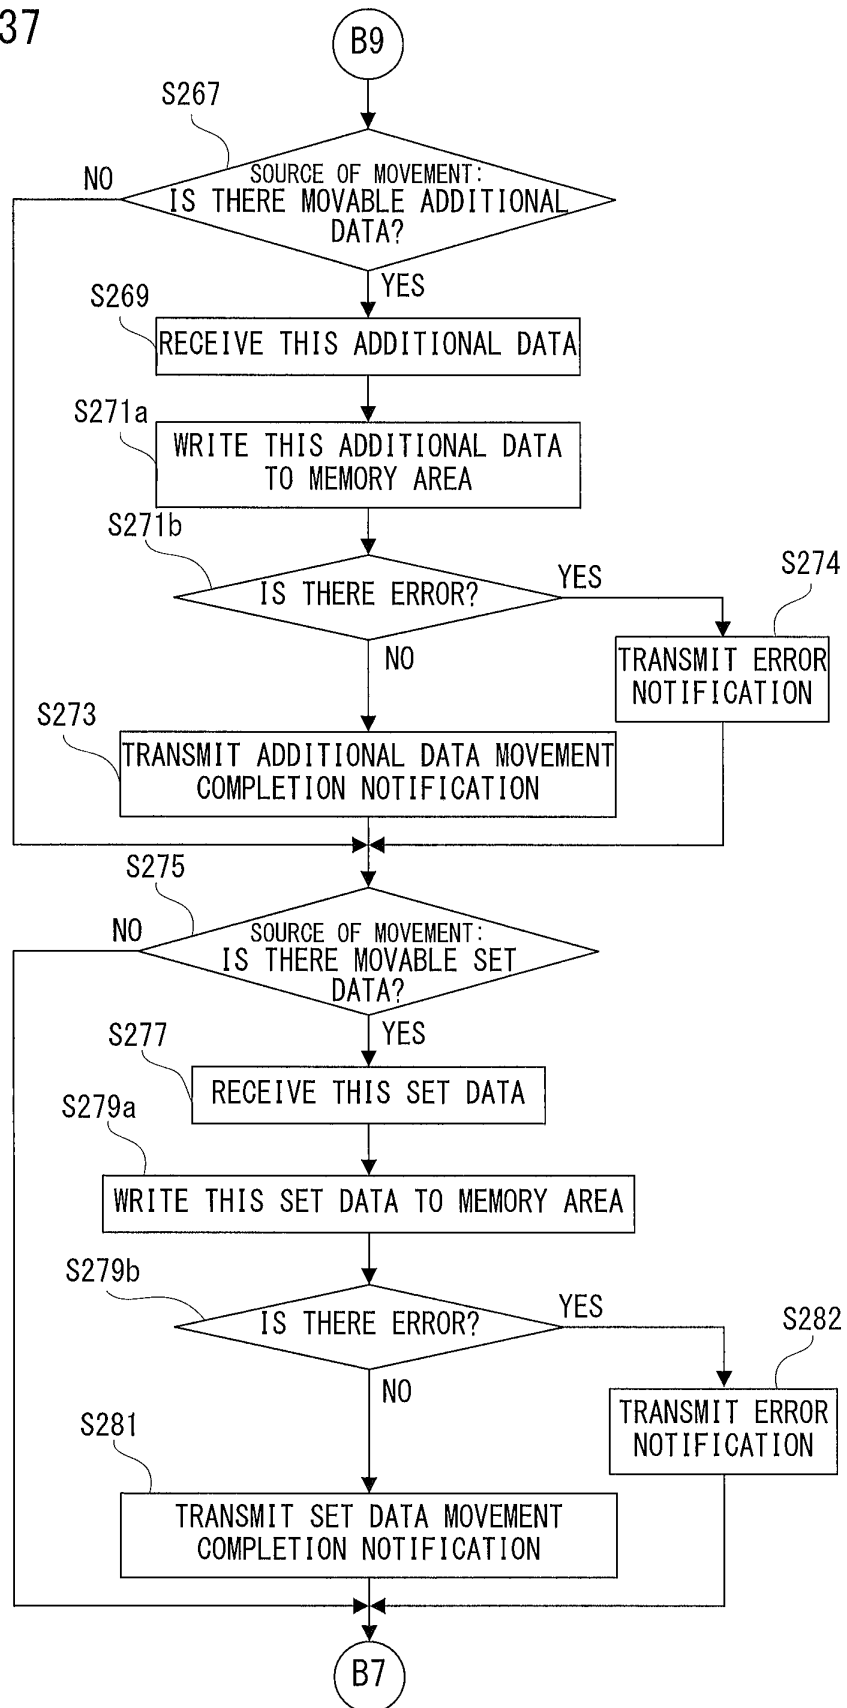 37
B9
S267
SOURCE OF MOVEMENT:
IS THERE MOVABLE ADDITIONAL
DATA?
NO
YES
S269
RECEIVE THIS ADDITIONAL DATA
S271a
WRITE THIS ADDITIONAL DATA
TO MEMORY AREA
S271b
IS THERE ERROR?
YES
S274
NO
TRANSMIT ERROR
NOTIFICATION
S273
TRANSMIT ADDITIONAL DATA MOVEMENT
COMPLETION NOTIFICATION
S275
NO
SOURCE OF MOVEMENT:
IS THERE MOVABLE SET
DATA?
YES
S277
RECEIVE THIS SET DATA
S279a
WRITE THIS SET DATA TO MEMORY AREA
S279b
IS THERE ERROR?
YES
S282
NO
TRANSMIT ERROR
NOTIFICATION
S281
TRANSMIT SET DATA MOVEMENT
COMPLETION NOTIFICATION
B7